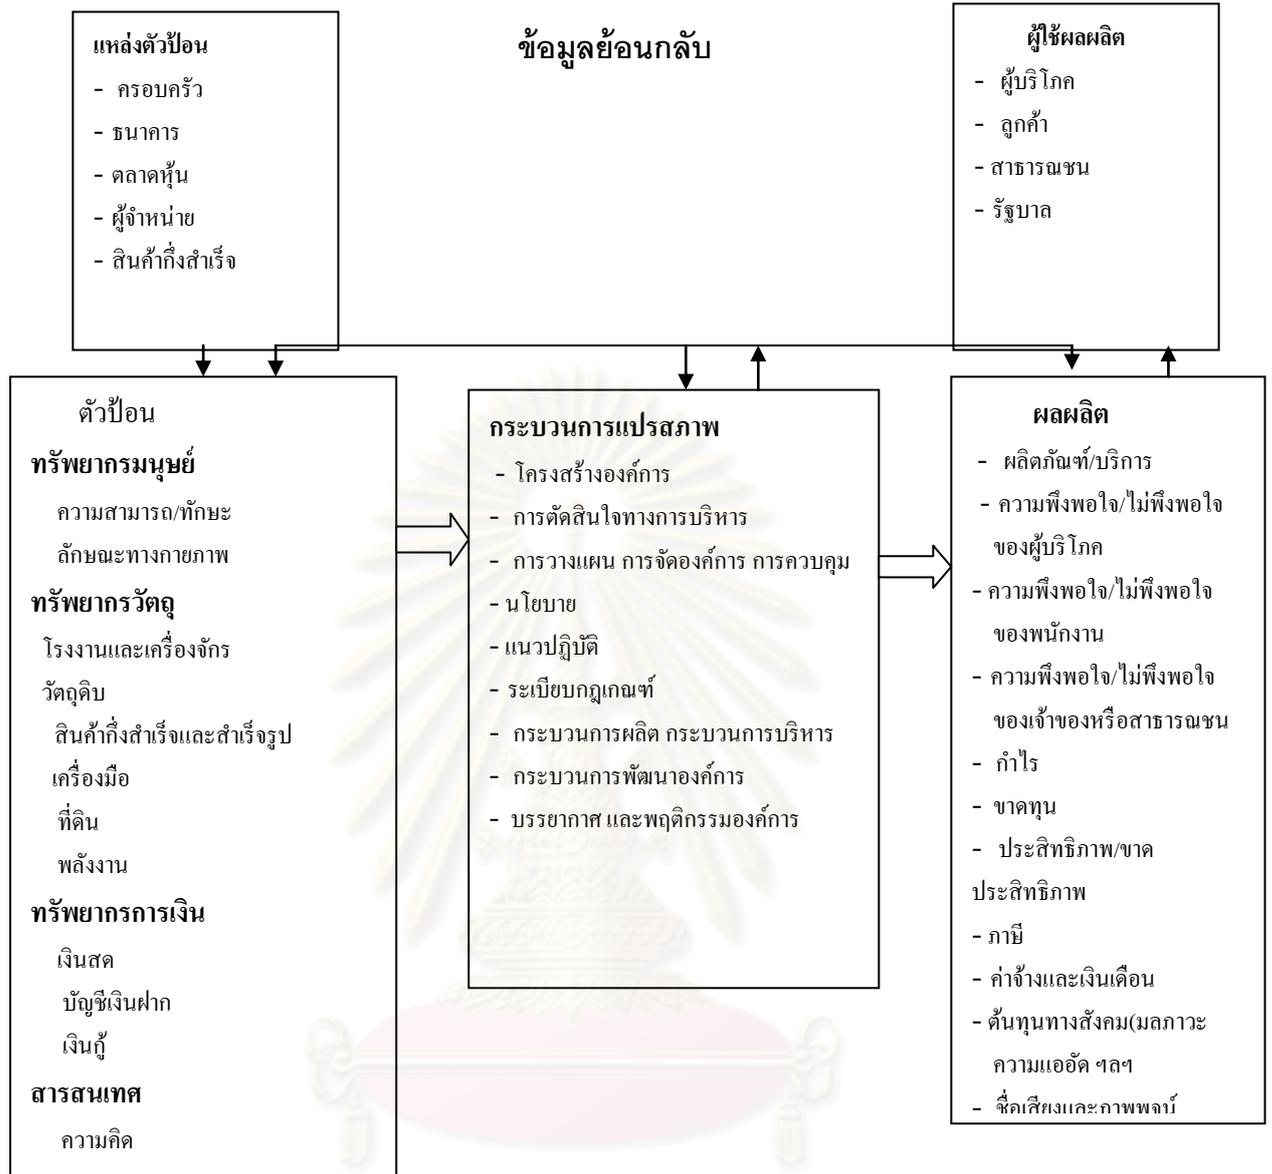 แหล่งตัวป้อน
- ครอบครัว
- ธนาคาร
- ตลาดหุ้น
- ผู้จำหน่าย
- สินค้ากึ่งสำเร็จ
ข้อมูลย้อนกลับ
ผู้ใช้ผลผลิต
- ผู้บริโภค
- ลูกค้า
- สาธารณชน
- รัฐบาล
ตัวป้อน
ทรัพยากรมนุษย์
ความสามารถ/ทักษะ
ลักษณะทางกายภาพ
ทรัพยากรวัตถุ
โรงงานและเครื่องจักร
วัตถุดิบ
สินค้ากึ่งสำเร็จและสำเร็จรูป
เครื่องมือ
ที่ดิน
พลังงาน
ทรัพยากรการเงิน
เงินสด
บัญชีเงินฝาก
เงินกู้
สารสนเทศ
ความคิด
กระบวนการแปรสภาพ
- โครงสร้างองค์การ
- การตัดสินใจทางการบริหาร
- การวางแผน การจัดองค์การ การควบคุม
- นโยบาย
- แนวปฏิบัติ
- ระเบียบกฎเกณฑ์
- กระบวนการผลิต กระบวนการบริหาร
- กระบวนการพัฒนาองค์การ
- บรรยากาศ และพฤติกรรมองค์การ
ผลผลิต
- ผลิตภัณฑ์/บริการ
- ความพึงพอใจ/ไม่พึงพอใจ
ของผู้บริโภค
- ความพึงพอใจ/ไม่พึงพอใจ
ของพนักงาน
- ความพึงพอใจ/ไม่พึงพอใจ
ของเจ้าของหรือสาธารณชน
- กำไร
- ขาดทุน
- ประสิทธิภาพ/ขาด
ประสิทธิภาพ
- ภาษี
- ค่าจ้างและเงินเดือน
- ต้นทุนทางสังคม(มลภาวะ
ความแออัด ฯลฯ
- ชื่อเสียงและภาพพจน์